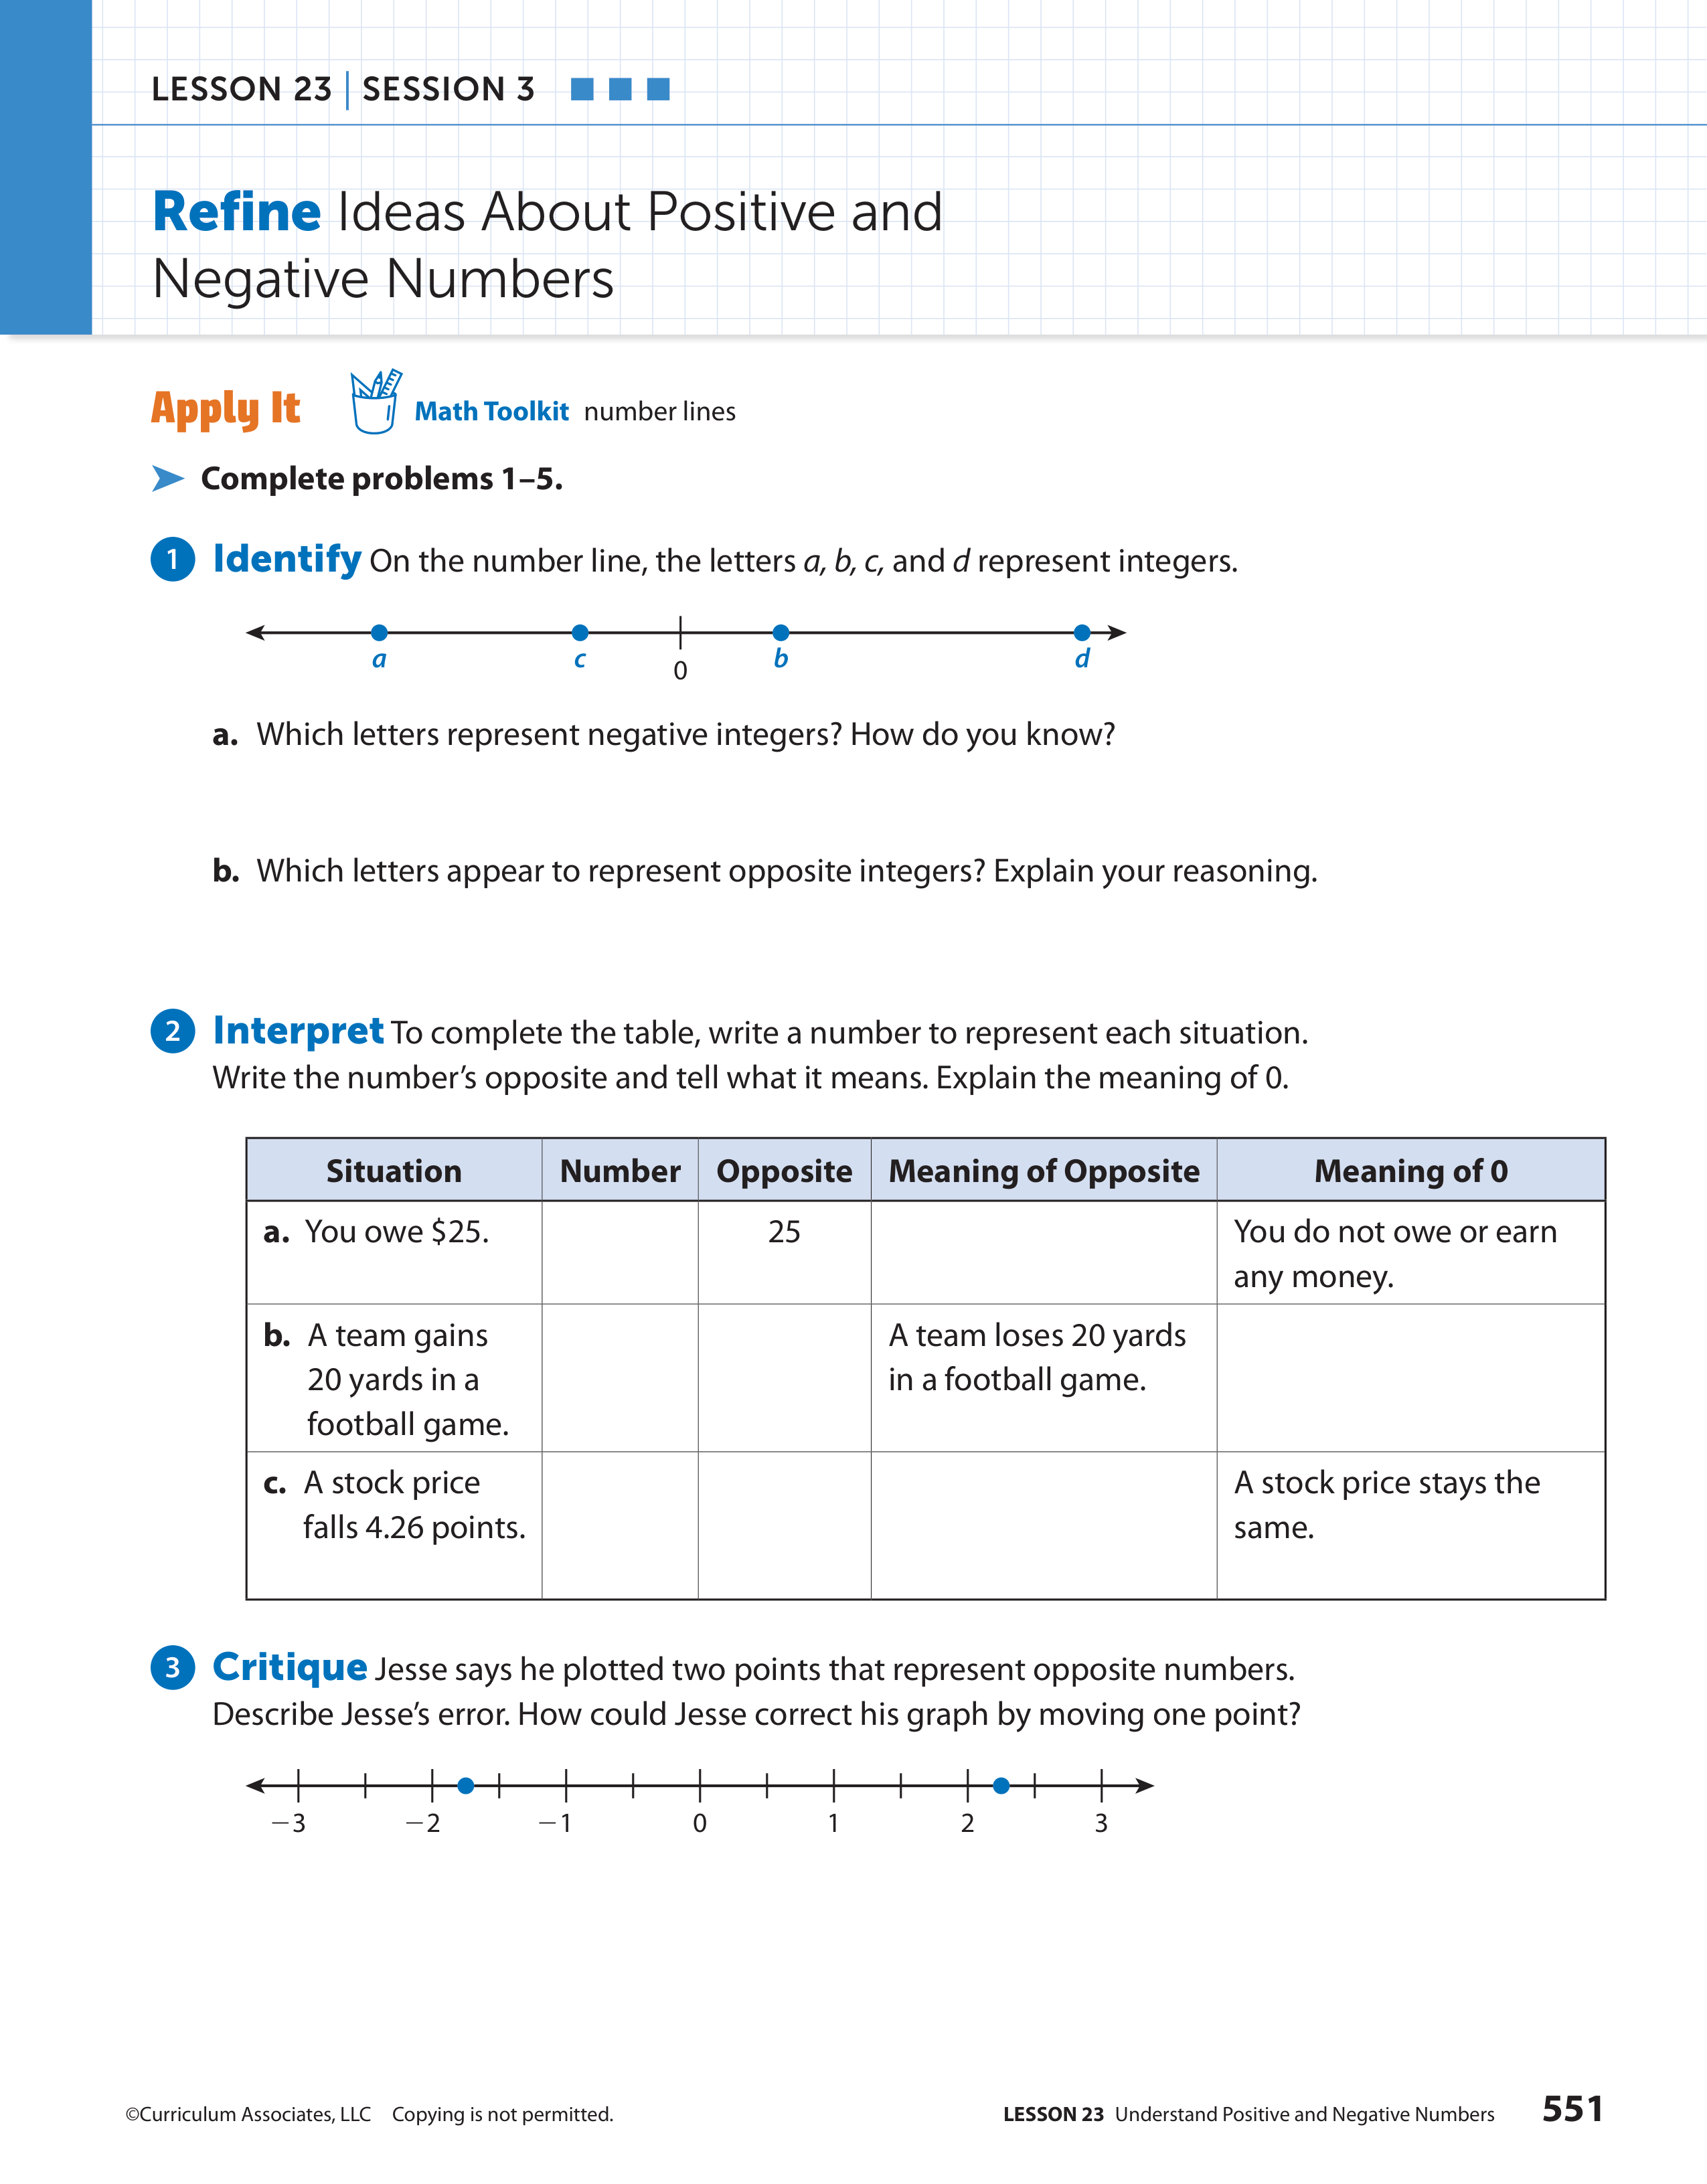 LESSON 23 | SESSION 3
Refine Ideas About Positive and
Negative Numbers
Apply It
Math Toolkit number lines
Complete problems 1–5.
1 Identify On the number line, the letters a, b, c, and d represent integers.
a c 0 b d
a. Which letters represent negative integers? How do you know?
b. Which letters appear to represent opposite integers? Explain your reasoning.
2 Interpret To complete the table, write a number to represent each situation.
Write the number’s opposite and tell what it means. Explain the meaning of 0.
Situation Number Opposite Meaning of Opposite Meaning of 0
a. You owe $25. 25 You do not owe or earn
any money.
b. A team gains A team loses 20 yards
20 yards in a in a football game.
football game.
c. A stock price A stock price stays the
falls 4.26 points. same.
3 Critique Jesse says he plotted two points that represent opposite numbers.
Describe Jesse’s error. How could Jesse correct his graph by moving one point?
−3 −2 −1 0 1 2 3
©Curriculum Associates, LLC Copying is not permitted.
LESSON 23 Understand Positive and Negative Numbers 551